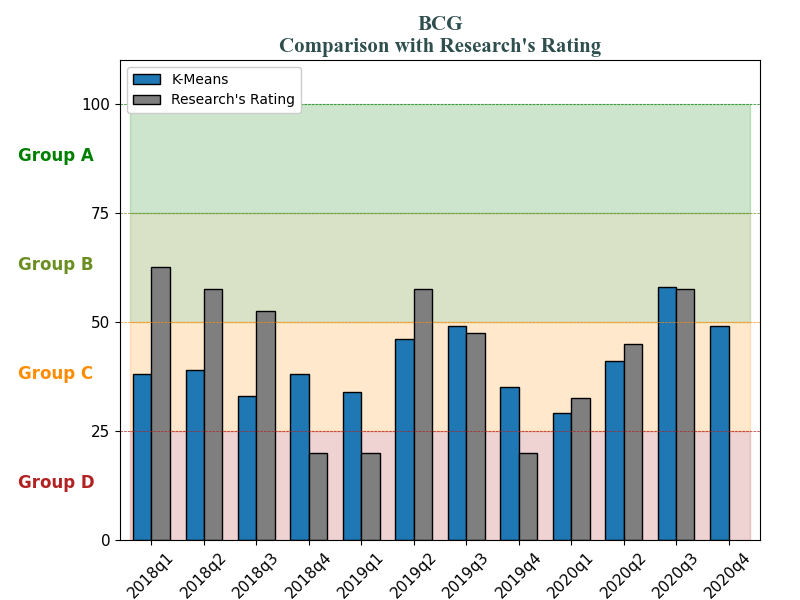 BCG
Comparison with Research's Rating
K-Means
Research's Rating
100
Group A
75
Group B
50
Group C
25
Group D
0
2018q1
2018q2
2018q3
2018q4
2019q1
2019q2
2019q3
2019q4
2020q1
2020q2
2020q3
2020q4